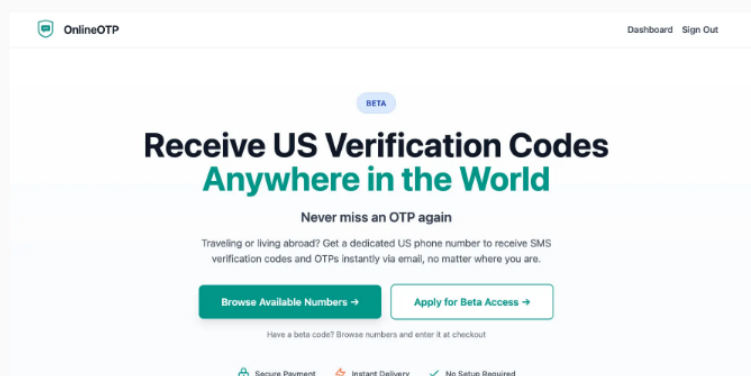 OnlineOTP
Dashboard Sign Out
BETA
Receive US Verification Codes
Anywhere in the World
Never miss an OTP again
Traveling or living abroad? Get a dedicated US phone number to receive SMS
verification codes and OTPs instantly via email, no matter where you are.
Browse Available Numbers →
Apply for Beta Access →
Have a beta code? Browse numbers and enter it at checkout
Secure Payment
Instant Delivery
No Setup Required